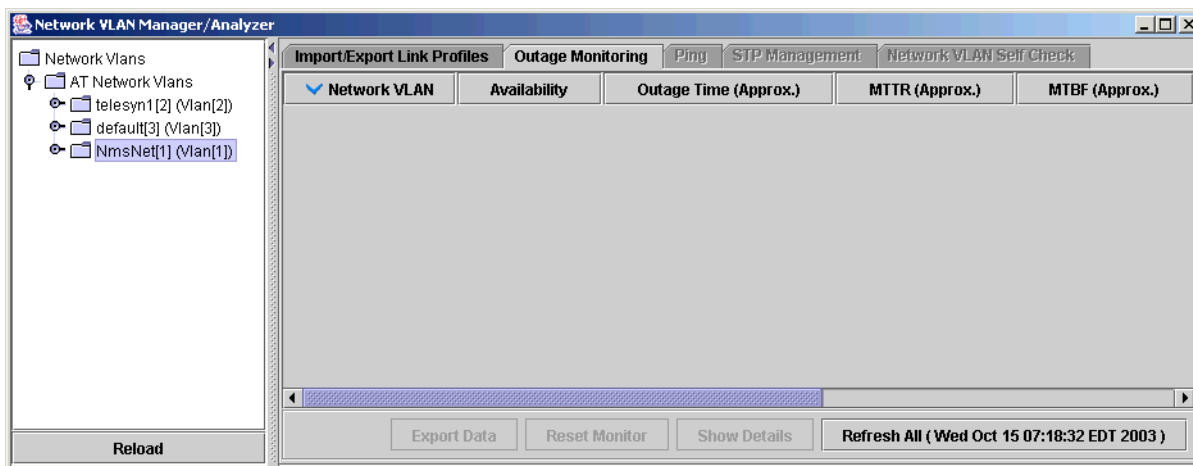 Network VLAN Manager/Analyzer
Network Vlans
AT Network Vlans
telesyn1[2] (Vlan[2])
default[3] (Vlan[3])
NmsNet[1] (Vlan[1])
Reload
Import/Export Link Profiles Outage Monitoring Ping STP Management Network VLAN Self Check
Network VLAN Availability Outage Time (Approx.) MTTR (Approx.) MTBF (Approx.)
Export Data Reset Monitor Show Details Refresh All ( Wed Oct 15 07:18:32 EDT 2003 )